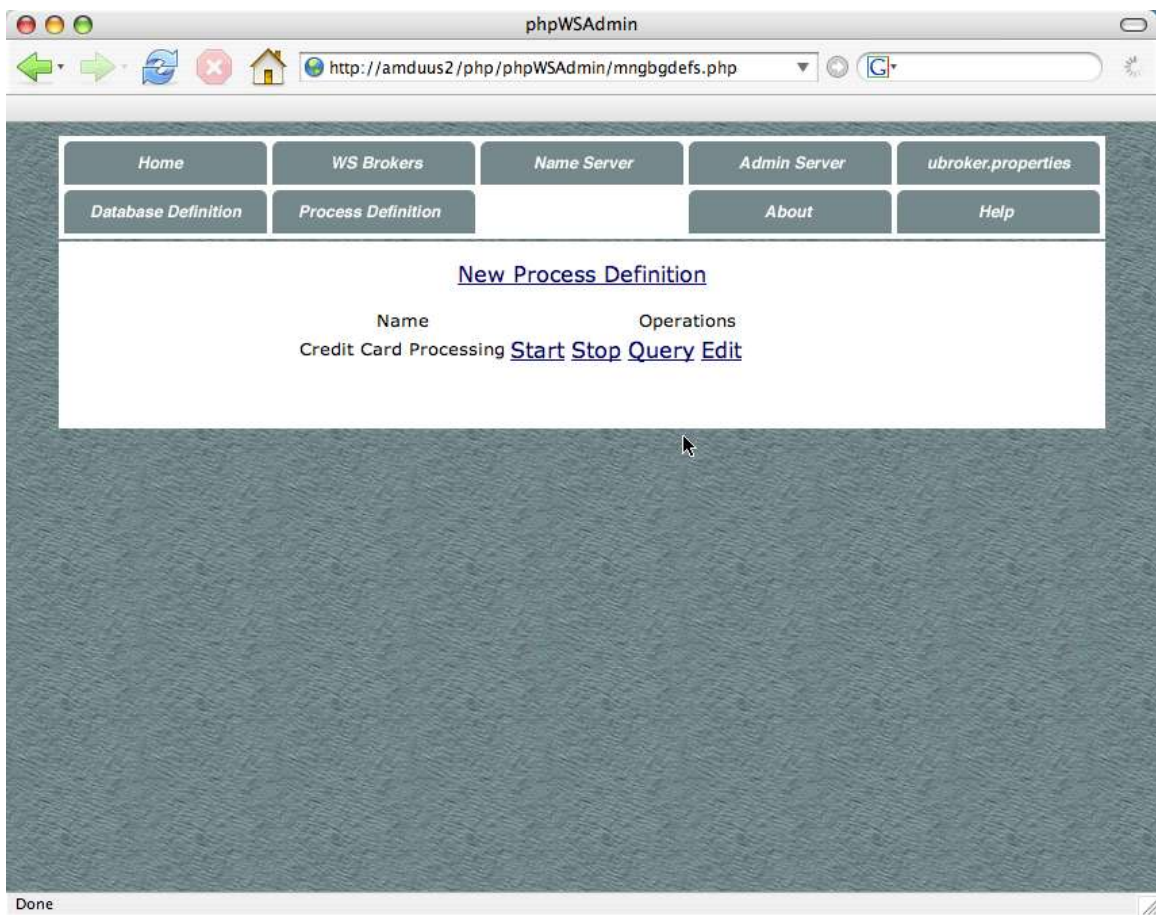 phpWSAdmin
http://amduus2/php/phpWSAdmin/mngbgdefs.php G
Home WS Brokers Name Server Admin Server ubroker.properties
Database Definition Process Definition About Help
New Process Definition
Name Operations
Credit Card Processing Start Stop Query Edit
Done